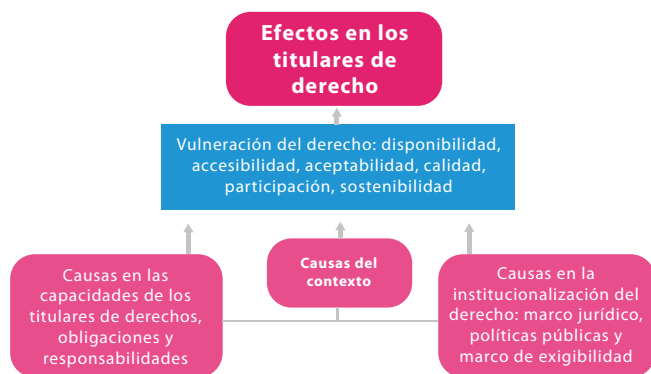 Efectos en los
titulares de
derecho
Vulneración del derecho: disponibilidad,
accesibilidad, aceptabilidad, calidad,
participación, sostenibilidad
Causas en las
capacidades de los
titulares de derechos,
obligaciones y
responsabilidades
Causas del
contexto
Causas en la
institucionalización del
derecho: marco jurídico,
políticas públicas y
marco de exigibilidad